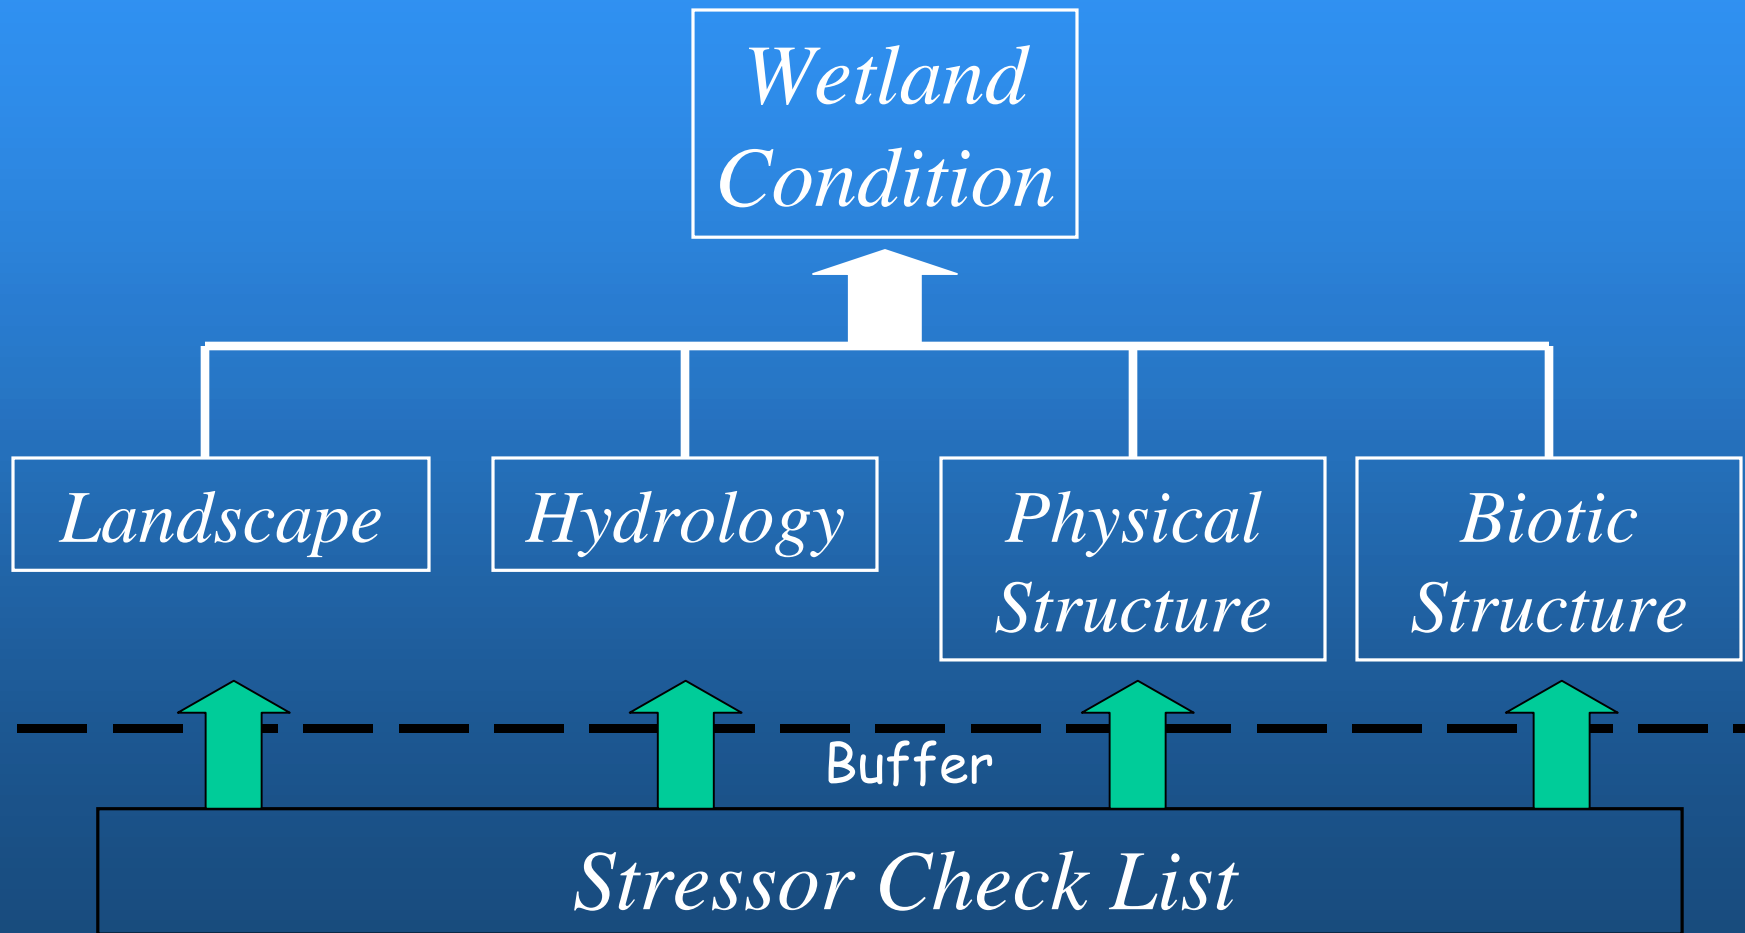 Wetland
Condition
Landscape
Hydrology
Physical
Structure
Biotic
Structure
Buffer
Stressor Check List